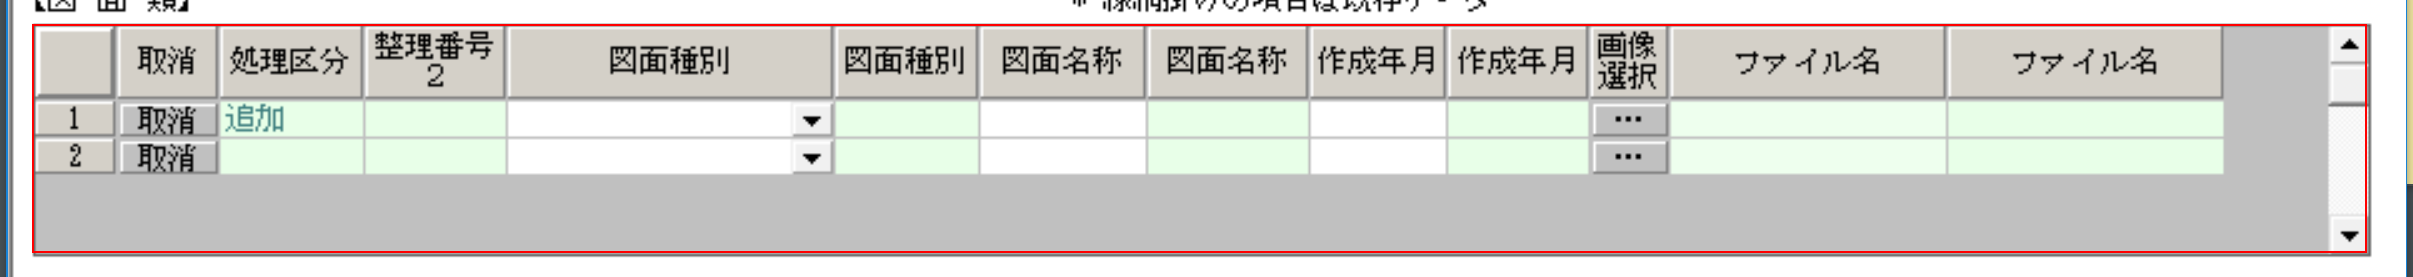 【図 面 類】
取消 処理区分 整理番号2 図面種別 図面種別 図面名称 図面名称 作成年月 作成年月 画像選択 ファイル名 ファイル名
1 取消 追加 ...
2 取消 ...